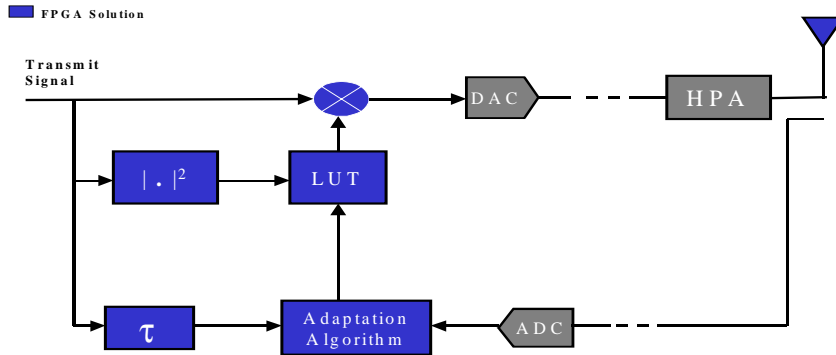 FPGA Solution
Transmit
Signal
DAC
HPA
| . |²
LUT
τ
Adaptation
Algorithm
ADC